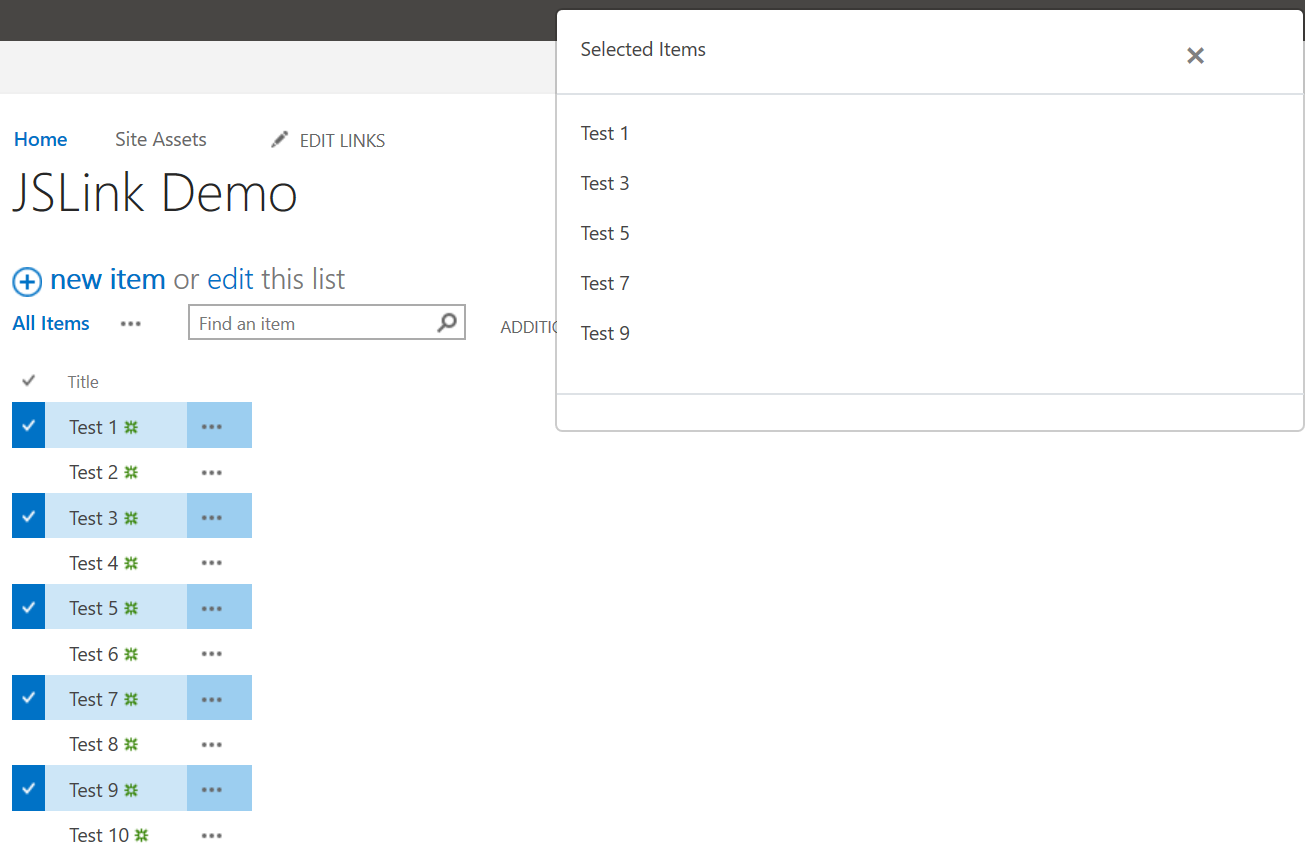 Home Site Assets EDIT LINKS
JSLink Demo
new item or edit this list
All Items ••• Find an item
Title
Test 1 •••
Test 2 •••
Test 3 •••
Test 4 •••
Test 5 •••
Test 6 •••
Test 7 •••
Test 8 •••
Test 9 •••
Test 10 •••
Selected Items
Test 1
Test 3
Test 5
Test 7
Test 9